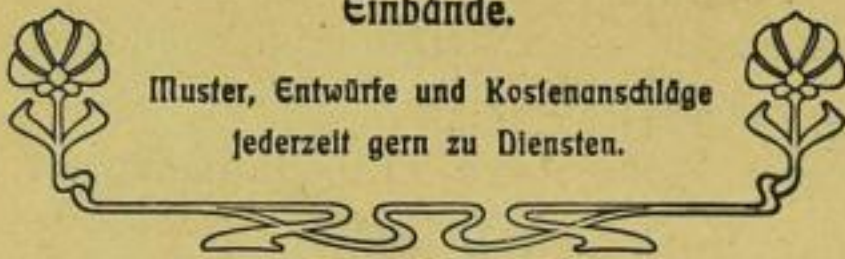 Einbände.
Muster, Entwürfe und Kostenanschläge
jederzeit gern zu Diensten.